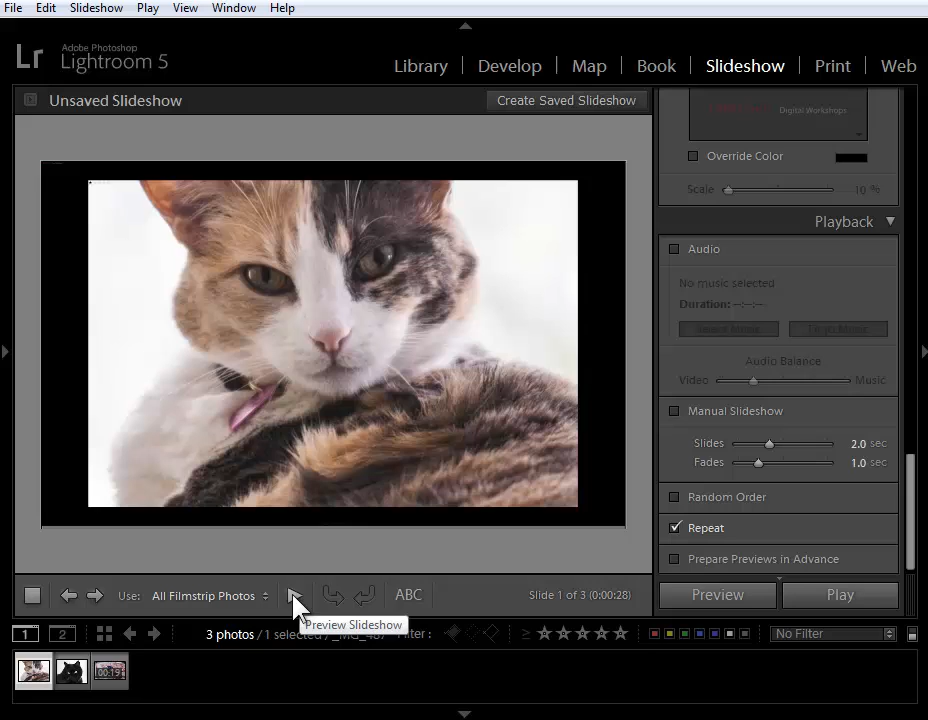 File Edit Slideshow Play View Window Help
Lr Adobe Photoshop
Lightroom 5
Library Develop Map Book Slideshow Print Web
Unsaved Slideshow Create Saved Slideshow
Digital Workshops
Override Color
Scale 10 %
Playback
Audio
No music selected
Duration: --:--:--
Audio Balance
Video Music
Manual Slideshow
Slides 2.0 sec
Fades 1.0 sec
Random Order
Repeat
Prepare Previews in Advance
Use: All Filmstrip Photos ABC Slide 1 of 3 (0:00:28) Preview Play
Preview Slideshow
1 2 3 photos / 1 selected / No Filter
00:19